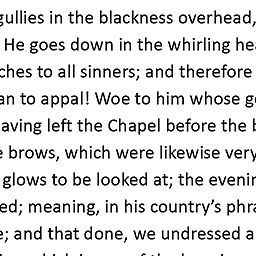 gullies in the blackness overhead,
He goes down in the whirling hea
ches to all sinners; and therefore
an to appal! Woe to him whose g
aving left the Chapel before the b
e brows, which were likewise very
glows to be looked at; the evenin
ed; meaning, in his country's phra
e; and that done, we undressed a